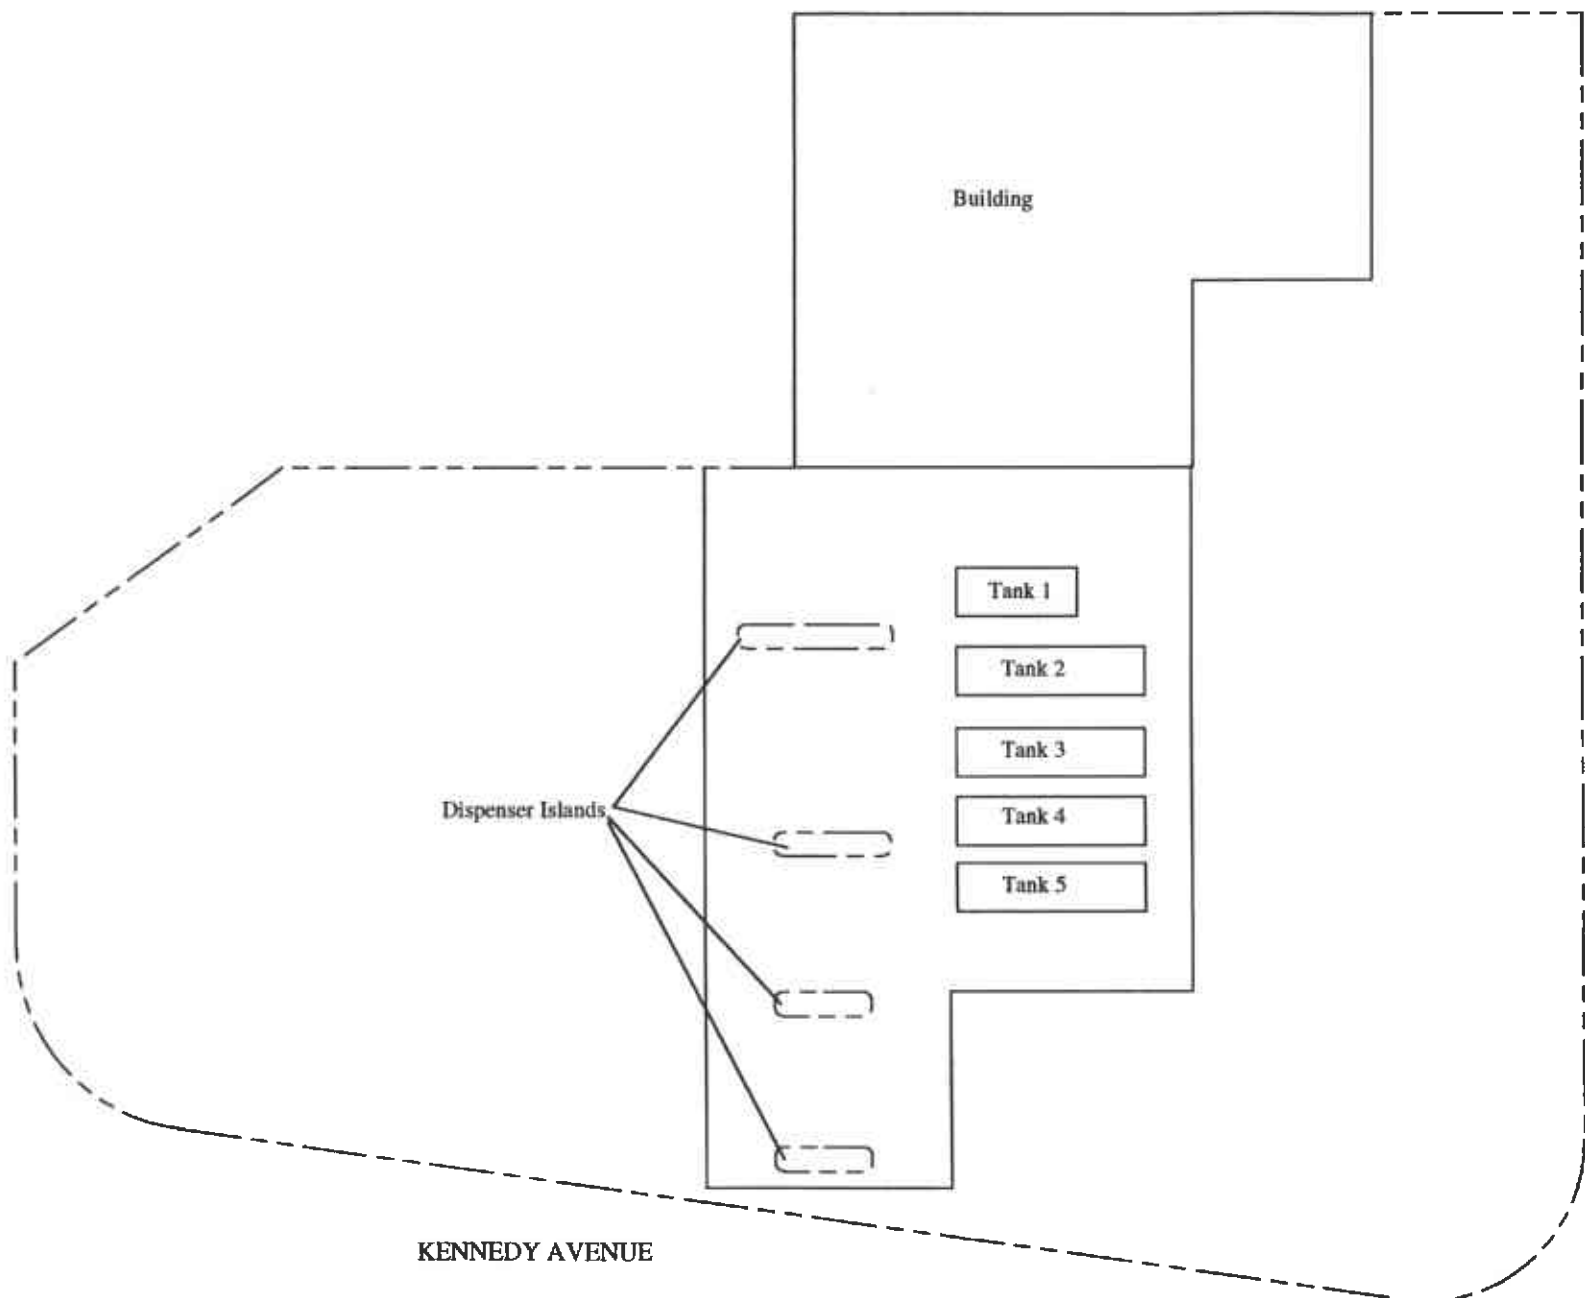 Building
Tank 1
Tank 2
Tank 3
Dispenser Islands
Tank 4
Tank 5
KENNEDY AVENUE